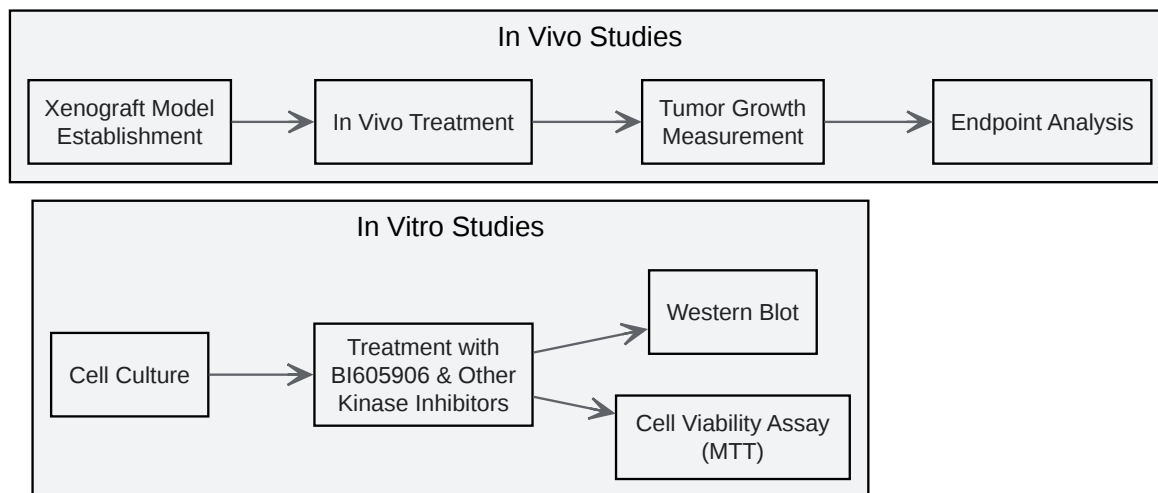 In Vivo Studies
Xenograft Model
Establishment
In Vivo Treatment
Tumor Growth
Measurement
Endpoint Analysis
In Vitro Studies
Cell Culture
Treatment with
BI605906 & Other
Kinase Inhibitors
Western Blot
Cell Viability Assay
(MTT)